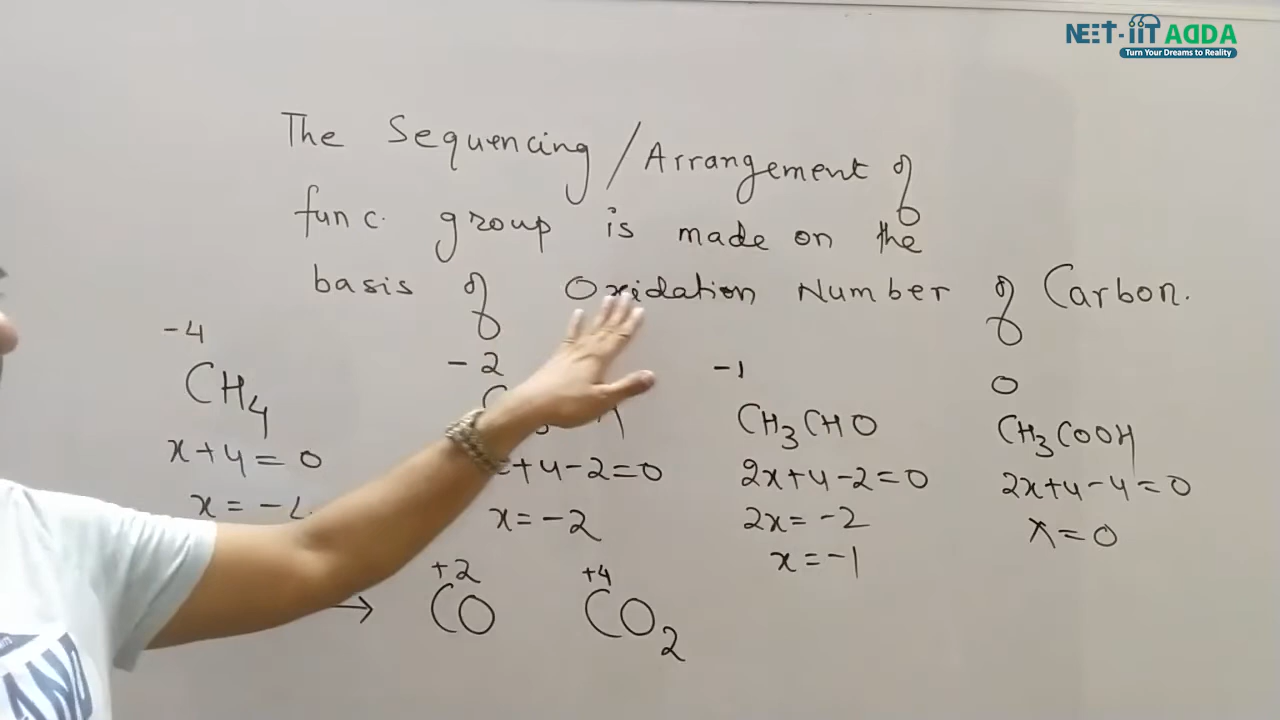 NEET-iiT ADDA
Turn Your Dreams to Reality
The Sequencing / Arrangement of
func. group is made on the
basis of Oxidation Number of Carbon.
-4
CH4
x+4=0
-2
+4-2=0
x=-2
-1
CH3CHO
2x+4-2=0
2x=-2
x=-1
0
CH3COOH
2x+4-4=0
x=0
→ +2 +4
CO CO2